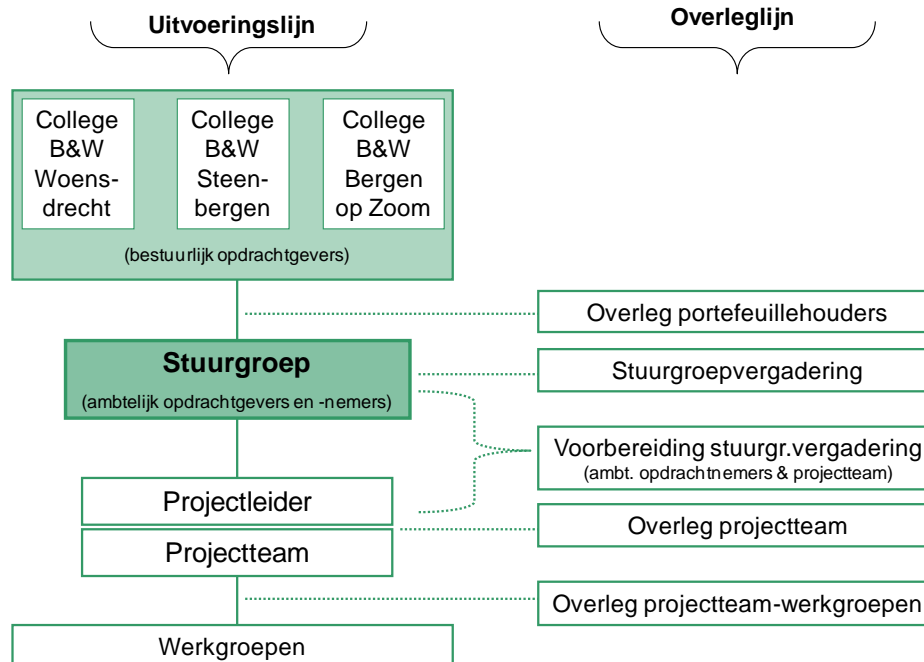 Uitvoeringslijn
Overleglijn
College
B&W
Woens-
drecht
College
B&W
Steen-
bergen
College
B&W
Bergen
op Zoom
(bestuurlijk opdrachtgevers)
Overleg portefeuillehouders
Stuurgroep
(ambtelijk opdrachtgevers en -nemers)
Stuurgroepvergadering
Voorbereiding stuurgr.vergadering
(ambt. opdrachtnemers & projectteam)
Projectleider
Overleg projectteam
Projectteam
Overleg projectteam-werkgroepen
Werkgroepen